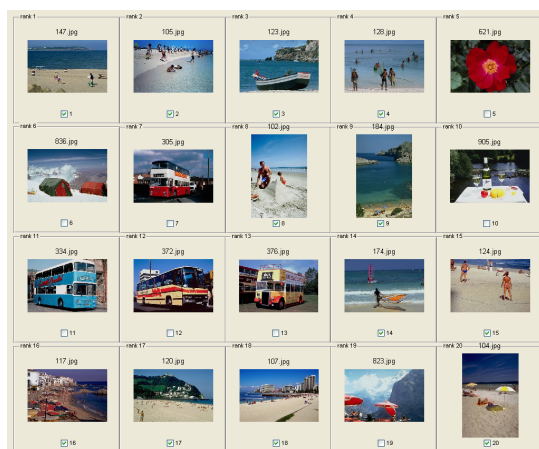 rank 1
rank 2
rank 3
rank 4
rank 5
147.jpg
105.jpg
123.jpg
128.jpg
621.jpg
1
2
3
4
5
rank 6
rank 7
rank 8
rank 9
rank 10
836.jpg
305.jpg
102.jpg
184.jpg
905.jpg
6
7
8
9
10
rank 11
rank 12
rank 13
rank 14
rank 15
334.jpg
372.jpg
376.jpg
174.jpg
124.jpg
11
12
13
14
15
rank 16
rank 17
rank 18
rank 19
rank 20
117.jpg
120.jpg
107.jpg
823.jpg
104.jpg
16
17
18
19
20